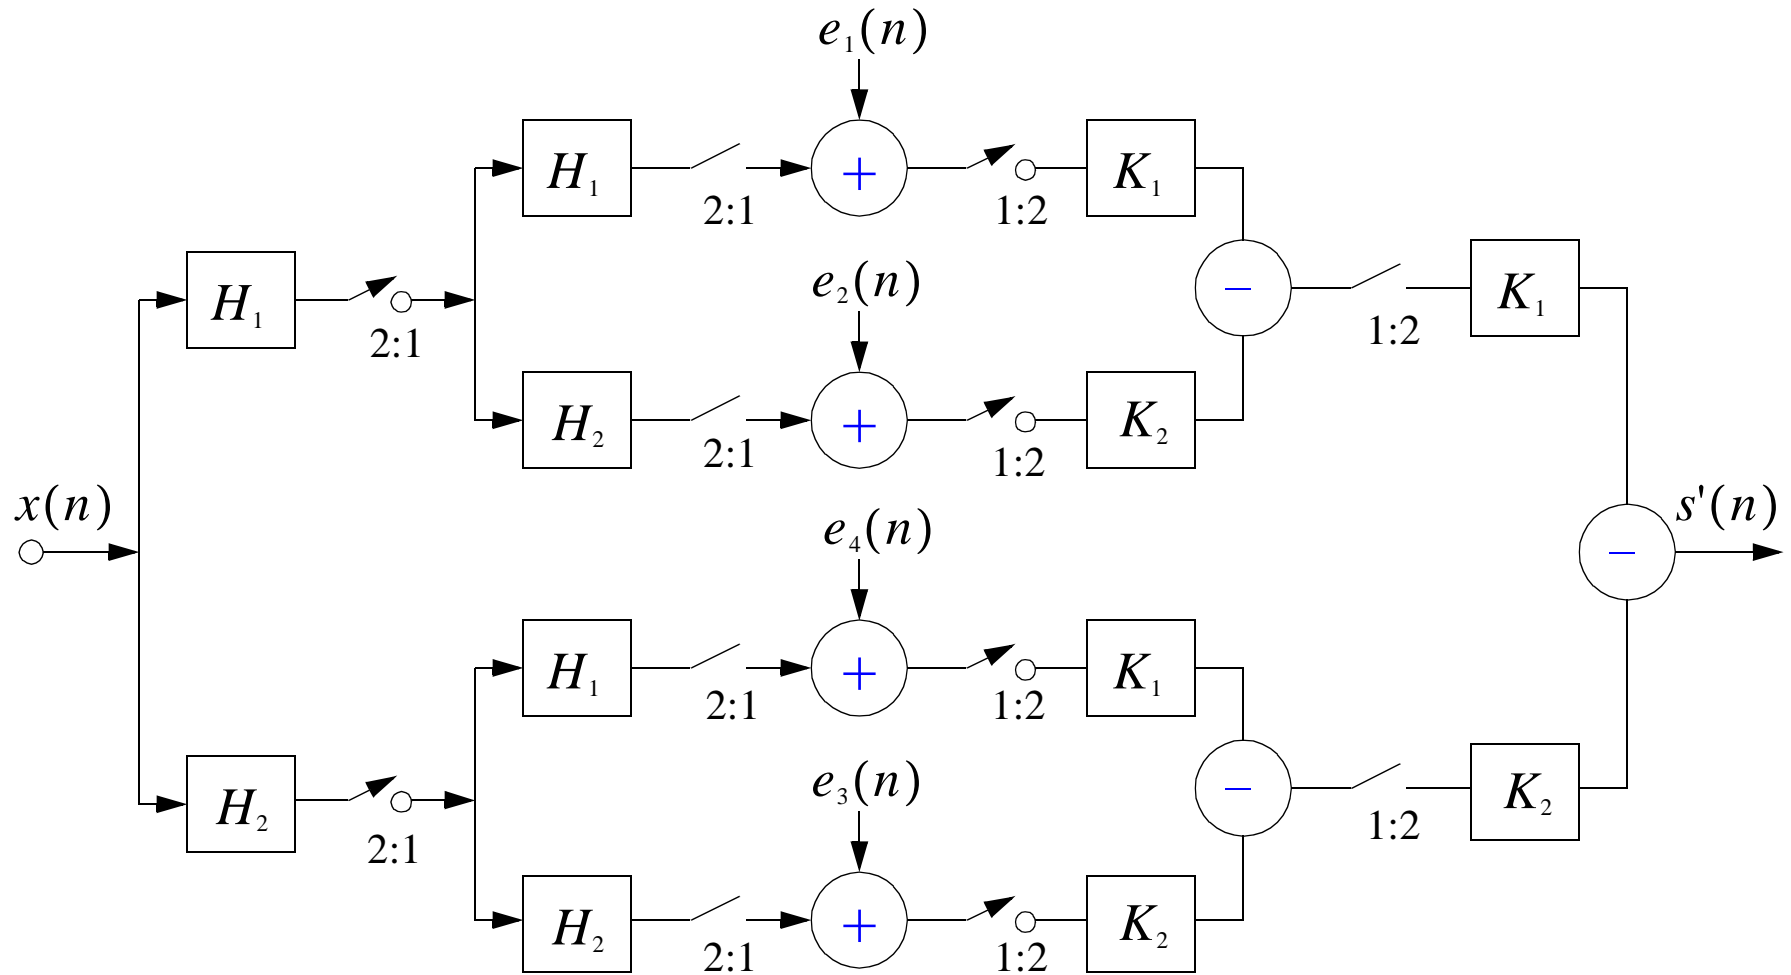 e₁(n)
H₁
2:1
+
1:2
K₁
e₂(n)
H₁
2:1
−
1:2
K₁
H₂
2:1
+
1:2
K₂
x(n)
e₄(n)
−
s'(n)
H₁
2:1
+
1:2
K₁
e₃(n)
H₂
2:1
−
1:2
K₂
H₂
2:1
+
1:2
K₂